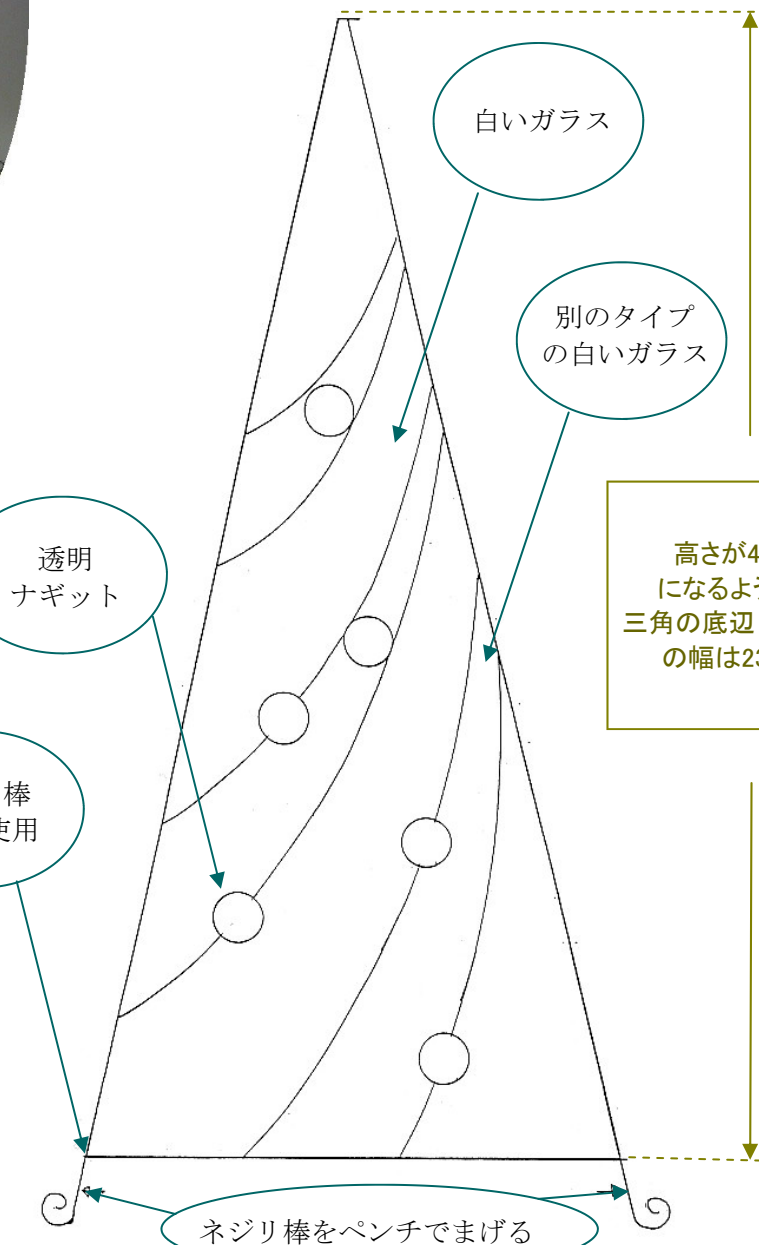 白いガラス
別のタイプ
の白いガラス
透明
ナギット
高さが4
になるよう
三角の底辺
の幅は23
棒
使用
ネジリ棒をペンチでまげる